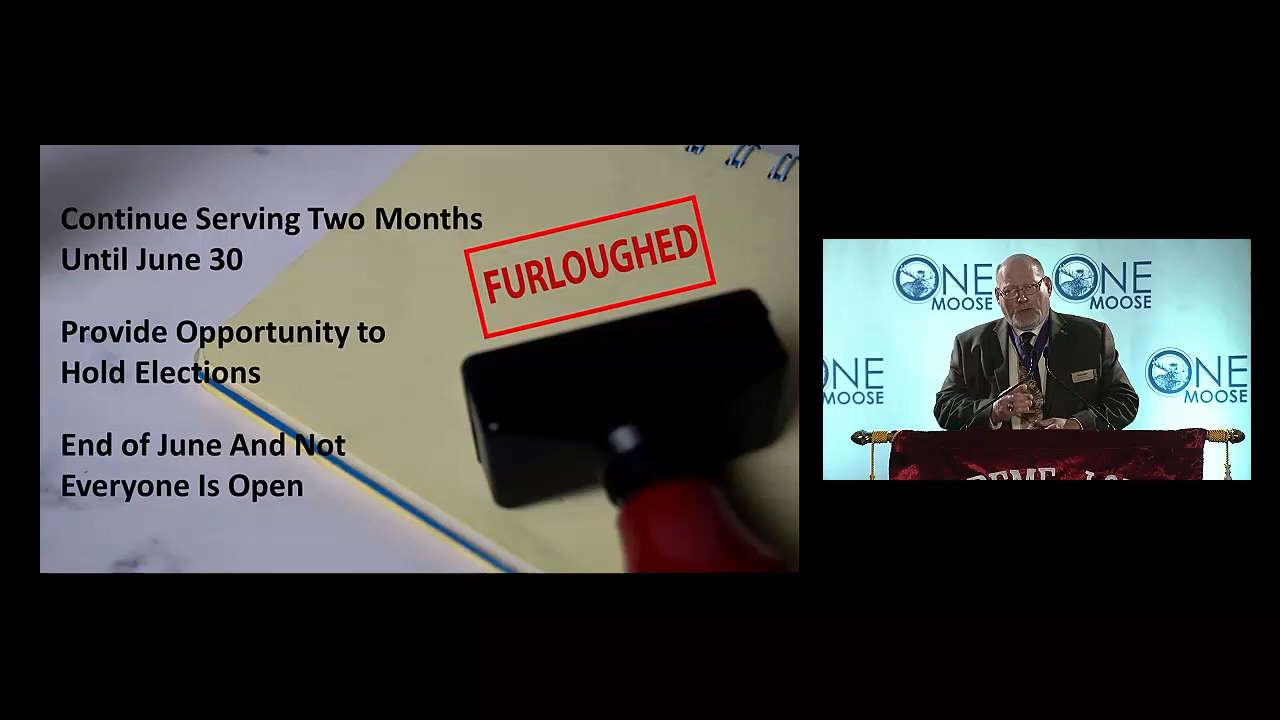 Continue Serving Two Months
Until June 30
Provide Opportunity to
Hold Elections
End of June And Not
Everyone Is Open
FURLOUGHED
ONE
MOOSE
ONE
MOOSE
MOOSE
ONE
MOOSE